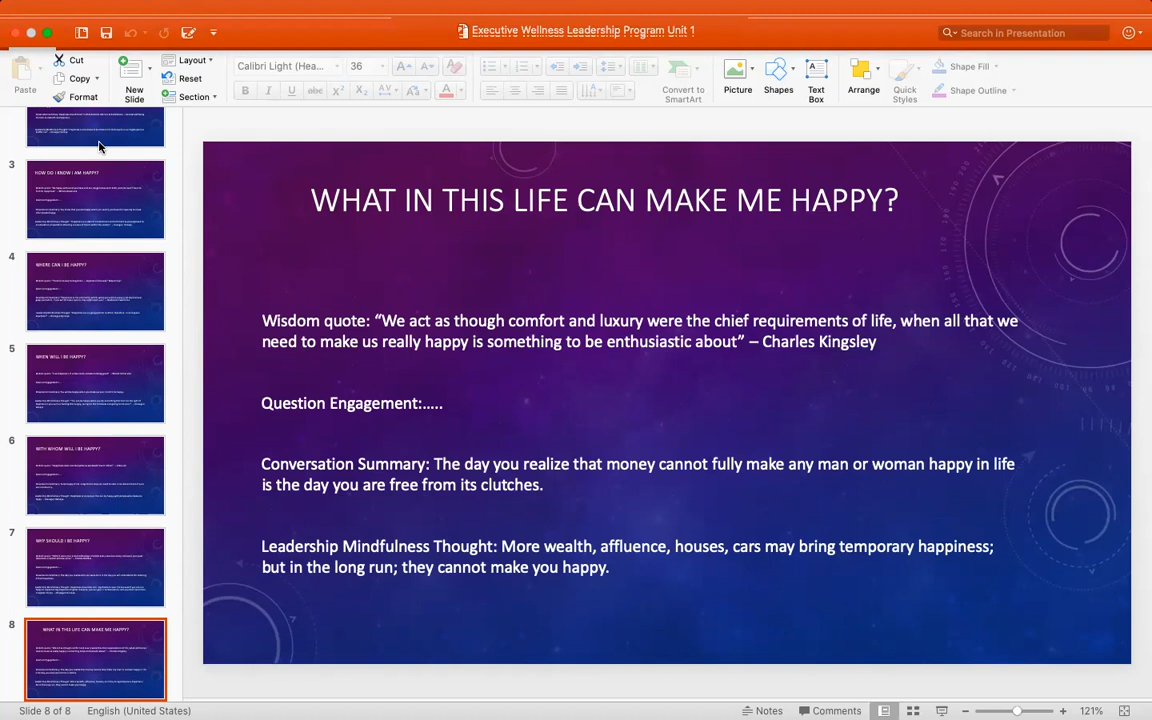 Executive Wellness Leadership Program Unit 1
Search in Presentation
Paste
Cut
Copy
Format
New
Slide
Layout
Reset
Section
Calibri Light (Hea...
36
Convert to
SmartArt
Picture
Shapes
Text
Box
Arrange
Quick
Styles
Shape Fill
Shape Outline
3
HOW DO I KNOW I AM HAPPY?
4
WHERE CAN I BE HAPPY?
5
WHEN WILL I BE HAPPY?
6
WITH WHOM WILL I BE HAPPY?
7
WHY SHOULD I BE HAPPY?
8
WHAT IN THIS LIFE CAN MAKE ME HAPPY?
WHAT IN THIS LIFE CAN MAKE ME HAPPY?
Wisdom quote: “We act as though comfort and luxury were the chief requirements of life, when all that we
need to make us really happy is something to be enthusiastic about” – Charles Kingsley
Question Engagement:…..
Conversation Summary: The day you realize that money cannot fully make any man or woman happy in life
is the day you are free from its clutches.
Leadership Mindfulness Thought: More wealth, affluence, houses, cars may bring temporary happiness;
but in the long run; they cannot make you happy.
Slide 8 of 8
English (United States)
Notes
Comments
121%